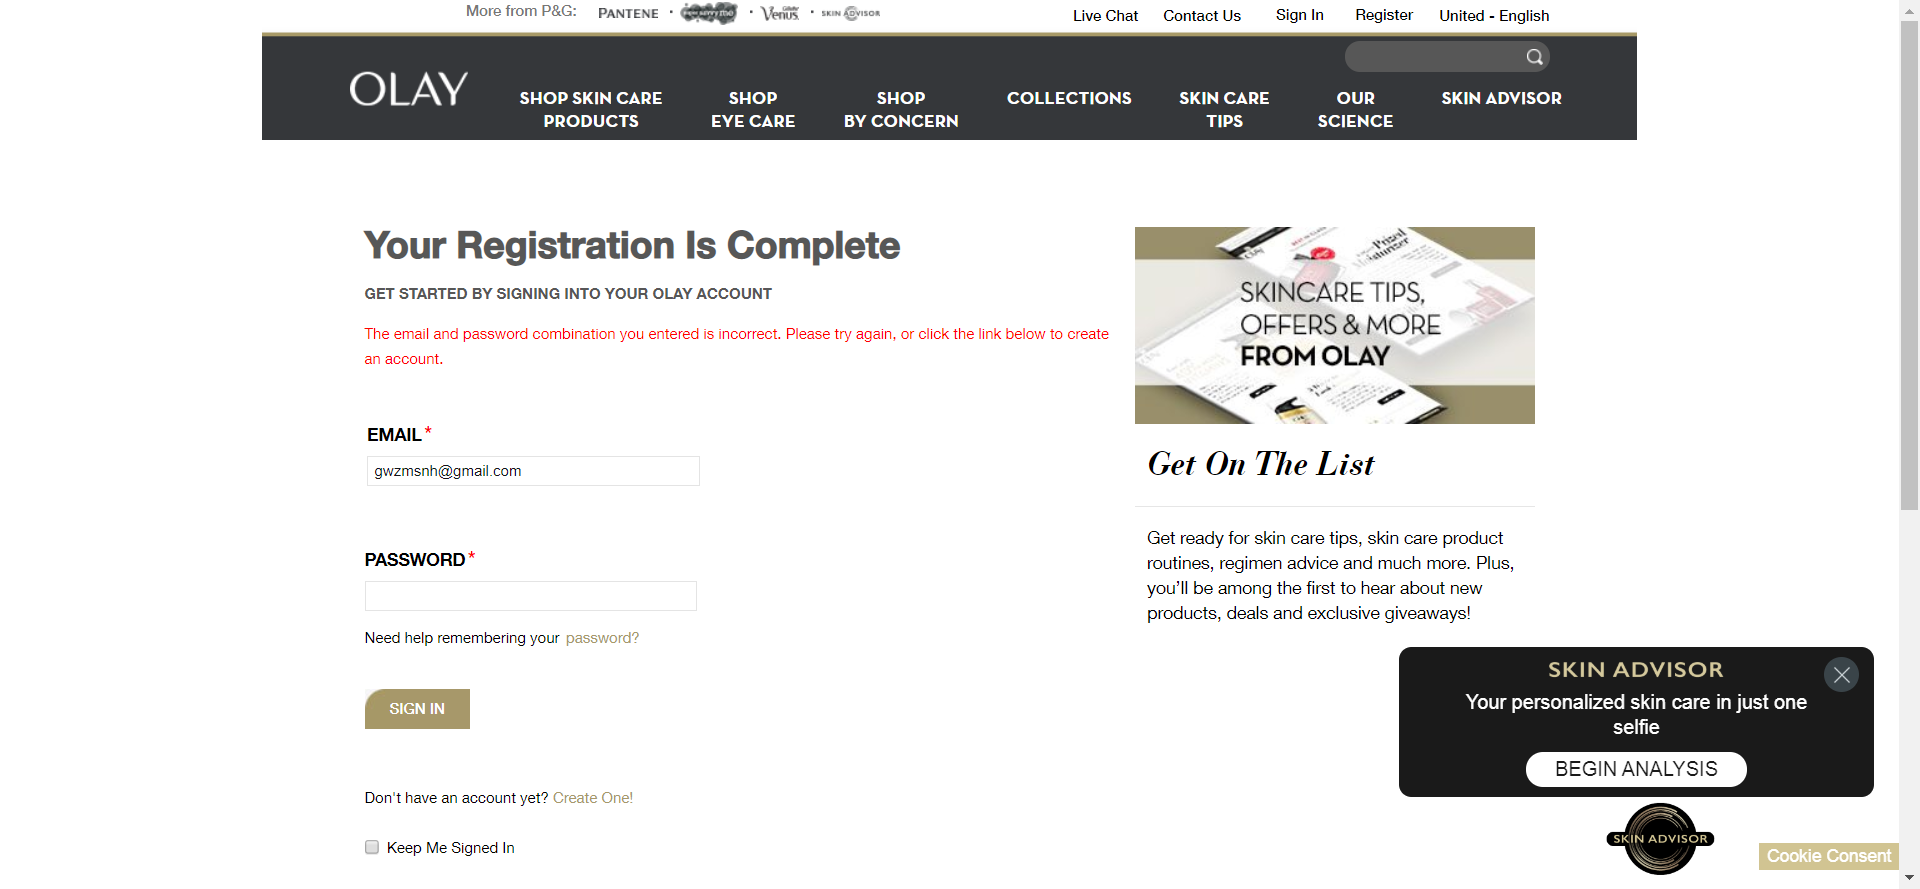 More from P&G: PANTENE · · Venus · SKIN ADVISOR
Live Chat Contact Us Sign In Register United - English
OLAY
SHOP SKIN CARE PRODUCTS
SHOP EYE CARE
SHOP BY CONCERN
COLLECTIONS
SKIN CARE TIPS
OUR SCIENCE
SKIN ADVISOR
Your Registration Is Complete
GET STARTED BY SIGNING INTO YOUR OLAY ACCOUNT
The email and password combination you entered is incorrect. Please try again, or click the link below to create
an account.
EMAIL*
gwzmsnh@gmail.com
PASSWORD*
Need help remembering your password?
SIGN IN
Don't have an account yet? Create One!
Keep Me Signed In
SKINCARE TIPS,
OFFERS & MORE
FROM OLAY
Get On The List
Get ready for skin care tips, skin care product
routines, regimen advice and much more. Plus,
you’ll be among the first to hear about new
products, deals and exclusive giveaways!
SKIN ADVISOR
Your personalized skin care in just one
selfie
BEGIN ANALYSIS
SKIN ADVISOR
Cookie Consent